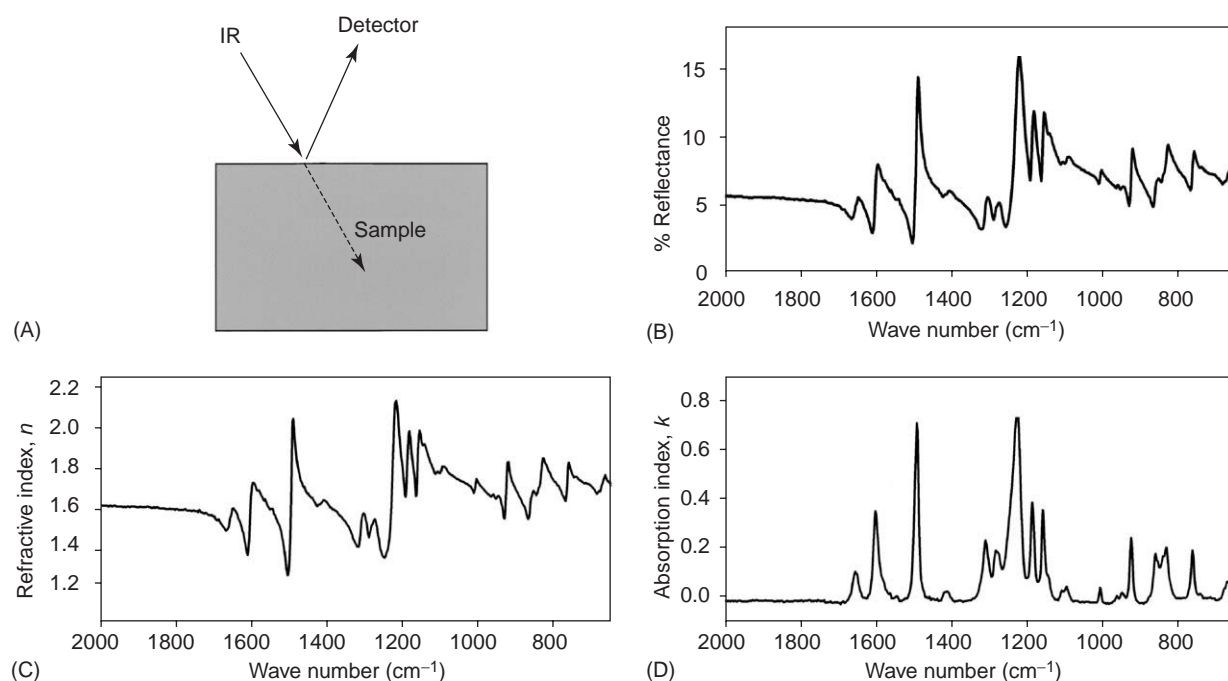 IR
Detector
Sample
(A)
% Reflectance
15
10
5
0
2000 1800 1600 1400 1200 1000 800
Wave number (cm⁻¹)
(B)
Refractive index, n
2.2
2.0
1.8
1.6
1.4
1.2
2000 1800 1600 1400 1200 1000 800
Wave number (cm⁻¹)
(C)
Absorption index, k
0.8
0.6
0.4
0.2
0.0
2000 1800 1600 1400 1200 1000 800
Wave number (cm⁻¹)
(D)